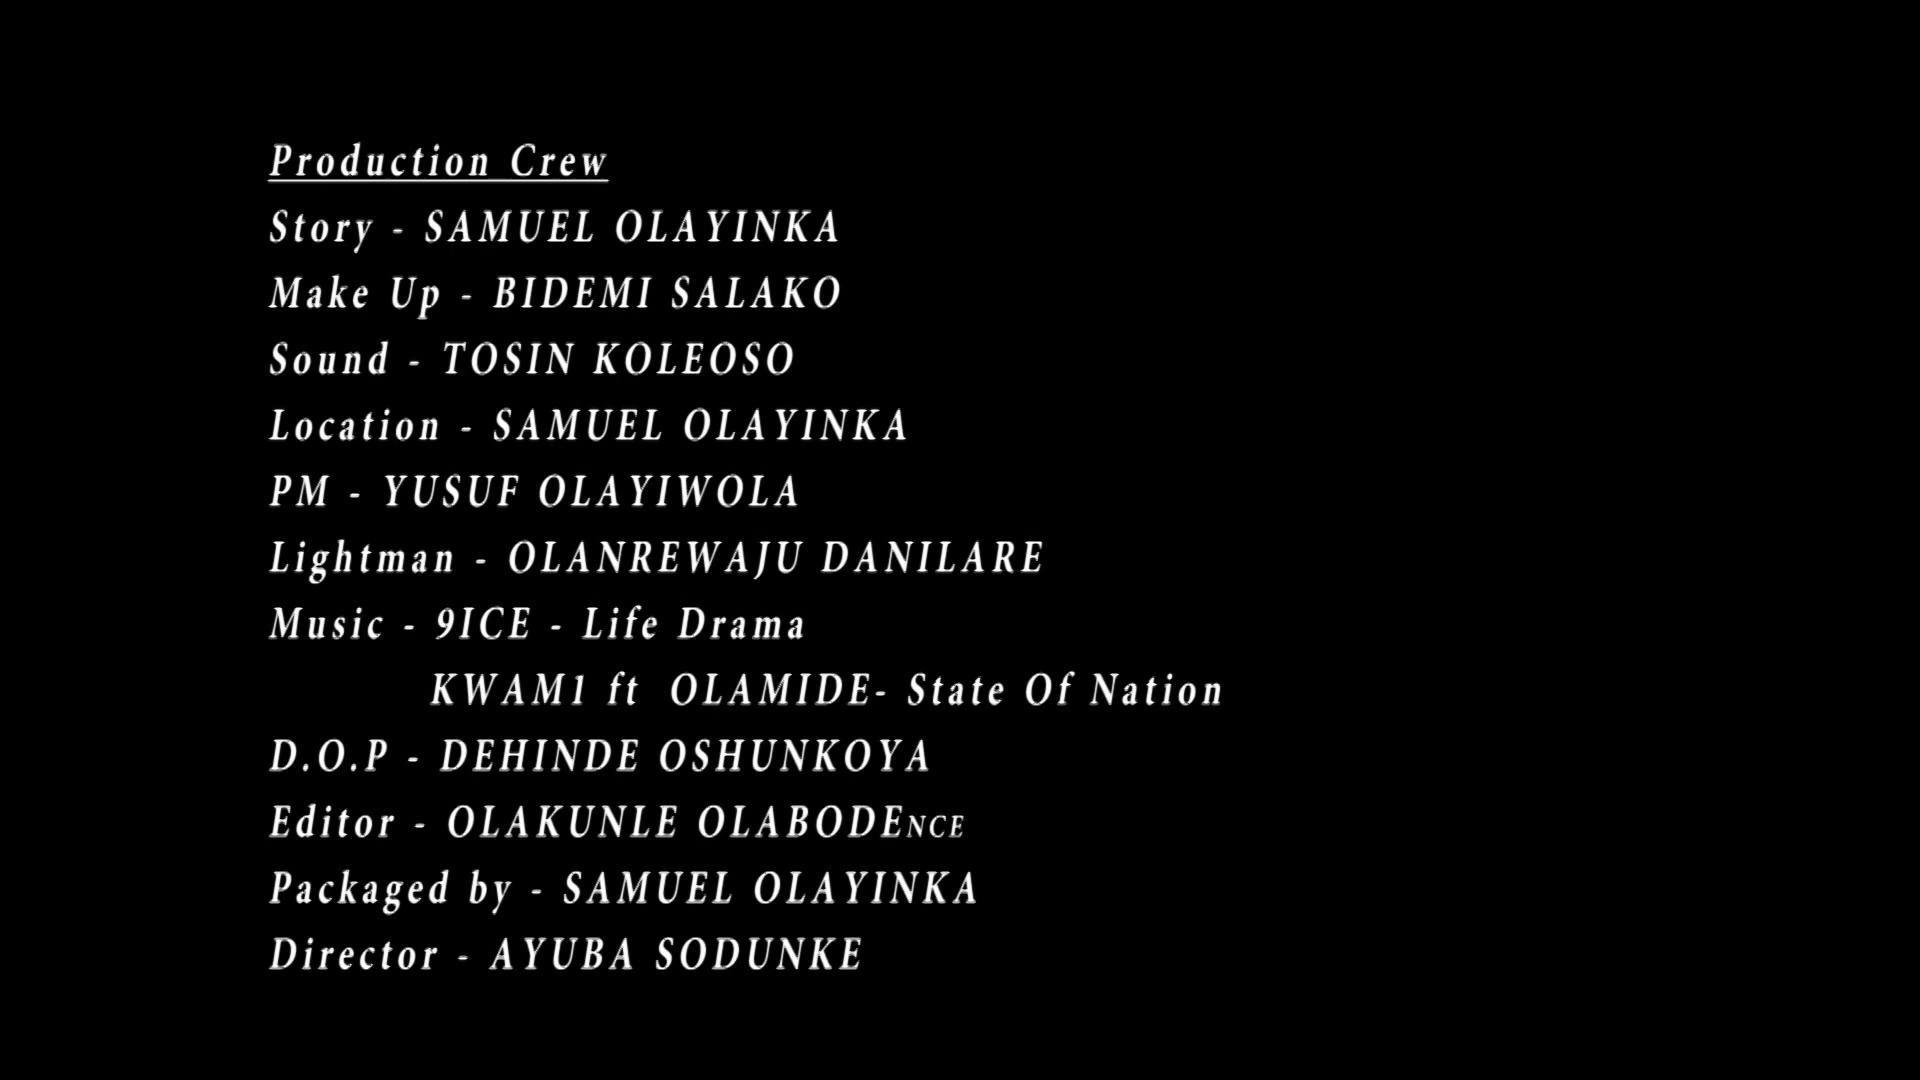 Production Crew
Story - SAMUEL OLAYINKA
Make Up - BIDEMI SALAKO
Sound - TOSIN KOLEOSO
Location - SAMUEL OLAYINKA
PM - YUSUF OLAYIWOLA
Lightman - OLANREWAJU DANILARE
Music - 9ICE - Life Drama
KWAM1 ft OLAMIDE- State Of Nation
D.O.P - DEHINDE OSHUNKOYA
Editor - OLAKUNLE OLABODENCE
Packaged by - SAMUEL OLAYINKA
Director - AYUBA SODUNKE